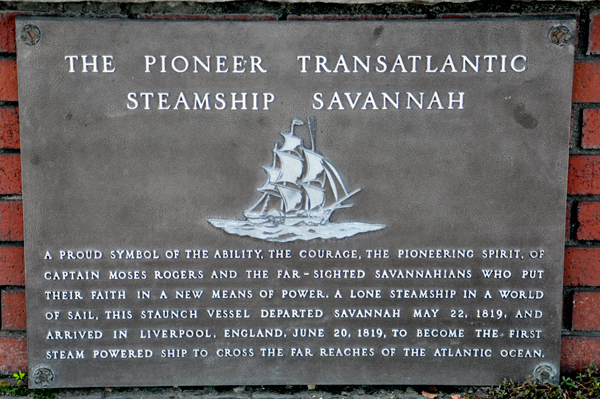 THE PIONEER TRANSATLANTIC
STEAMSHIP SAVANNAH
A PROUD SYMBOL OF THE ABILITY, THE COURAGE, THE PIONEERING SPIRIT, OF
CAPTAIN MOSES ROGERS AND THE FAR-SIGHTED SAVANNAHIANS WHO PUT
THEIR FAITH IN A NEW MEANS OF POWER. A LONE STEAMSHIP IN A WORLD
OF SAIL, THIS STAUNCH VESSEL DEPARTED SAVANNAH MAY 22, 1819, AND
ARRIVED IN LIVERPOOL, ENGLAND, JUNE 20, 1819, TO BECOME THE FIRST
STEAM POWERED SHIP TO CROSS THE FAR REACHES OF THE ATLANTIC OCEAN.